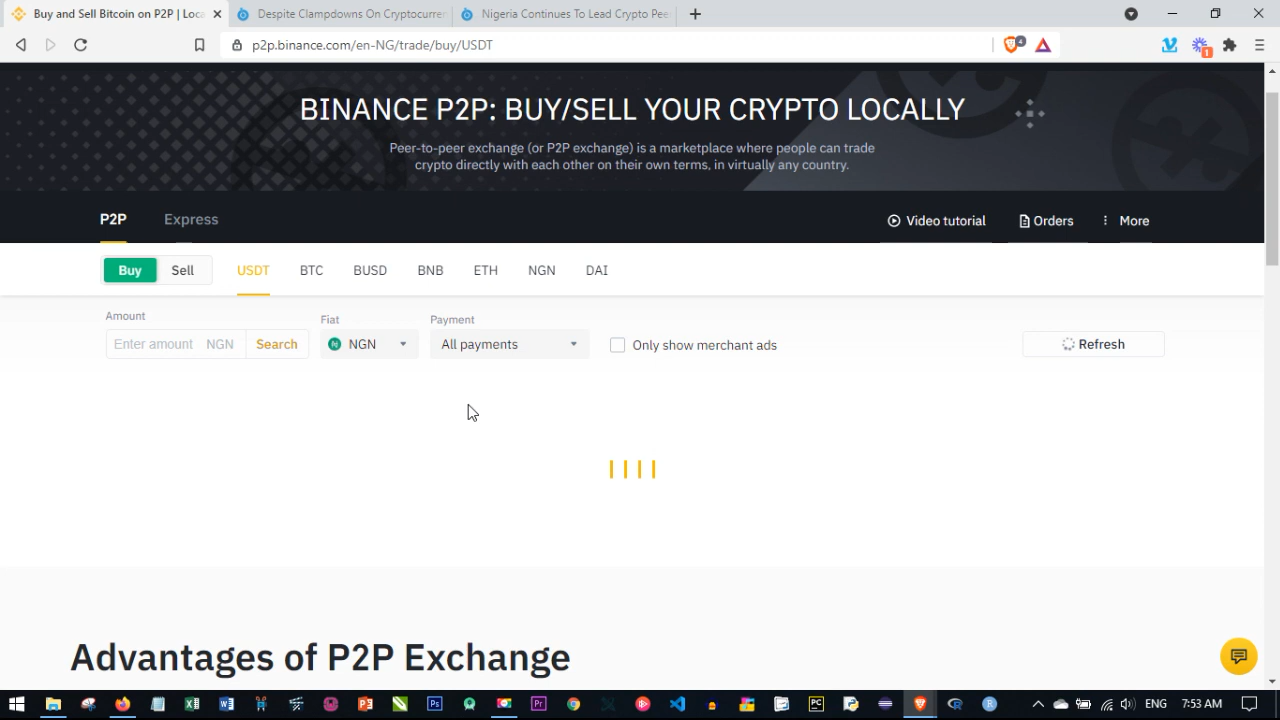 Buy and Sell Bitcoin on P2P | Loca
Despite Clampdowns On Cryptocurren
Nigeria Continues To Lead Crypto Pee
p2p.binance.com/en-NG/trade/buy/USDT
4
1
BINANCE P2P: BUY/SELL YOUR CRYPTO LOCALLY
Peer-to-peer exchange (or P2P exchange) is a marketplace where people can trade
crypto directly with each other on their own terms, in virtually any country.
P2P
Express
Video tutorial
Orders
More
Buy
Sell
USDT
BTC
BUSD
BNB
ETH
NGN
DAI
Amount
Fiat
Payment
Enter amount
NGN
Search
NGN
All payments
Only show merchant ads
Refresh
Advantages of P2P Exchange
ENG
7:53 AM